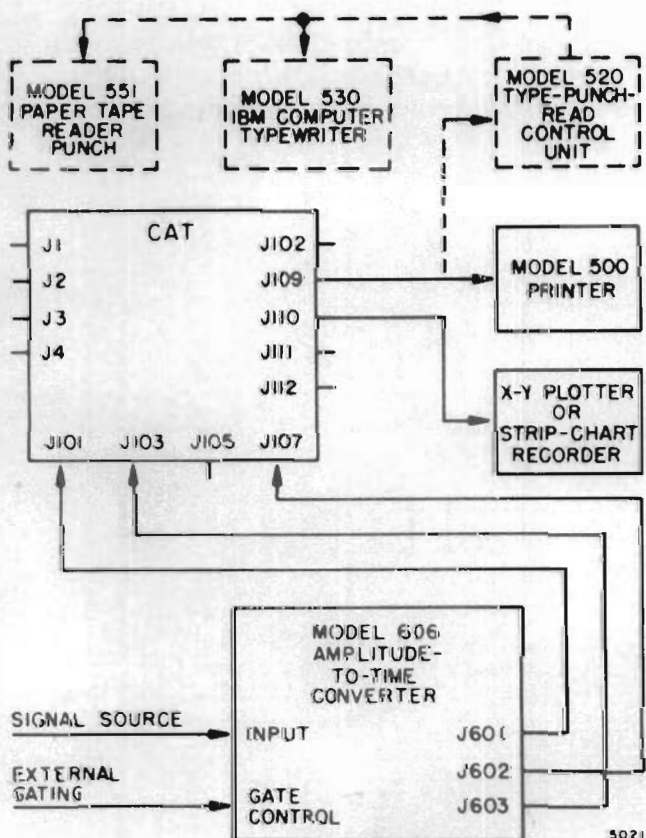 MODEL 551
PAPER TAPE
READER
PUNCH
MODEL 530
IBM COMPUTER
TYPEWRITER
MODEL 520
TYPE-PUNCH-
READ
CONTROL
UNIT
CAT
J1
J2
J3
J4
J102
J109
J110
J111
J112
J101
J103
J105
J107
MODEL 500
PRINTER
X-Y PLOTTER
OR
STRIP-CHART
RECORDER
MODEL 606
AMPLITUDE-
TO-TIME
CONVERTER
SIGNAL SOURCE
INPUT
J601
J602
EXTERNAL
GATING
GATE
CONTROL
J603
5021